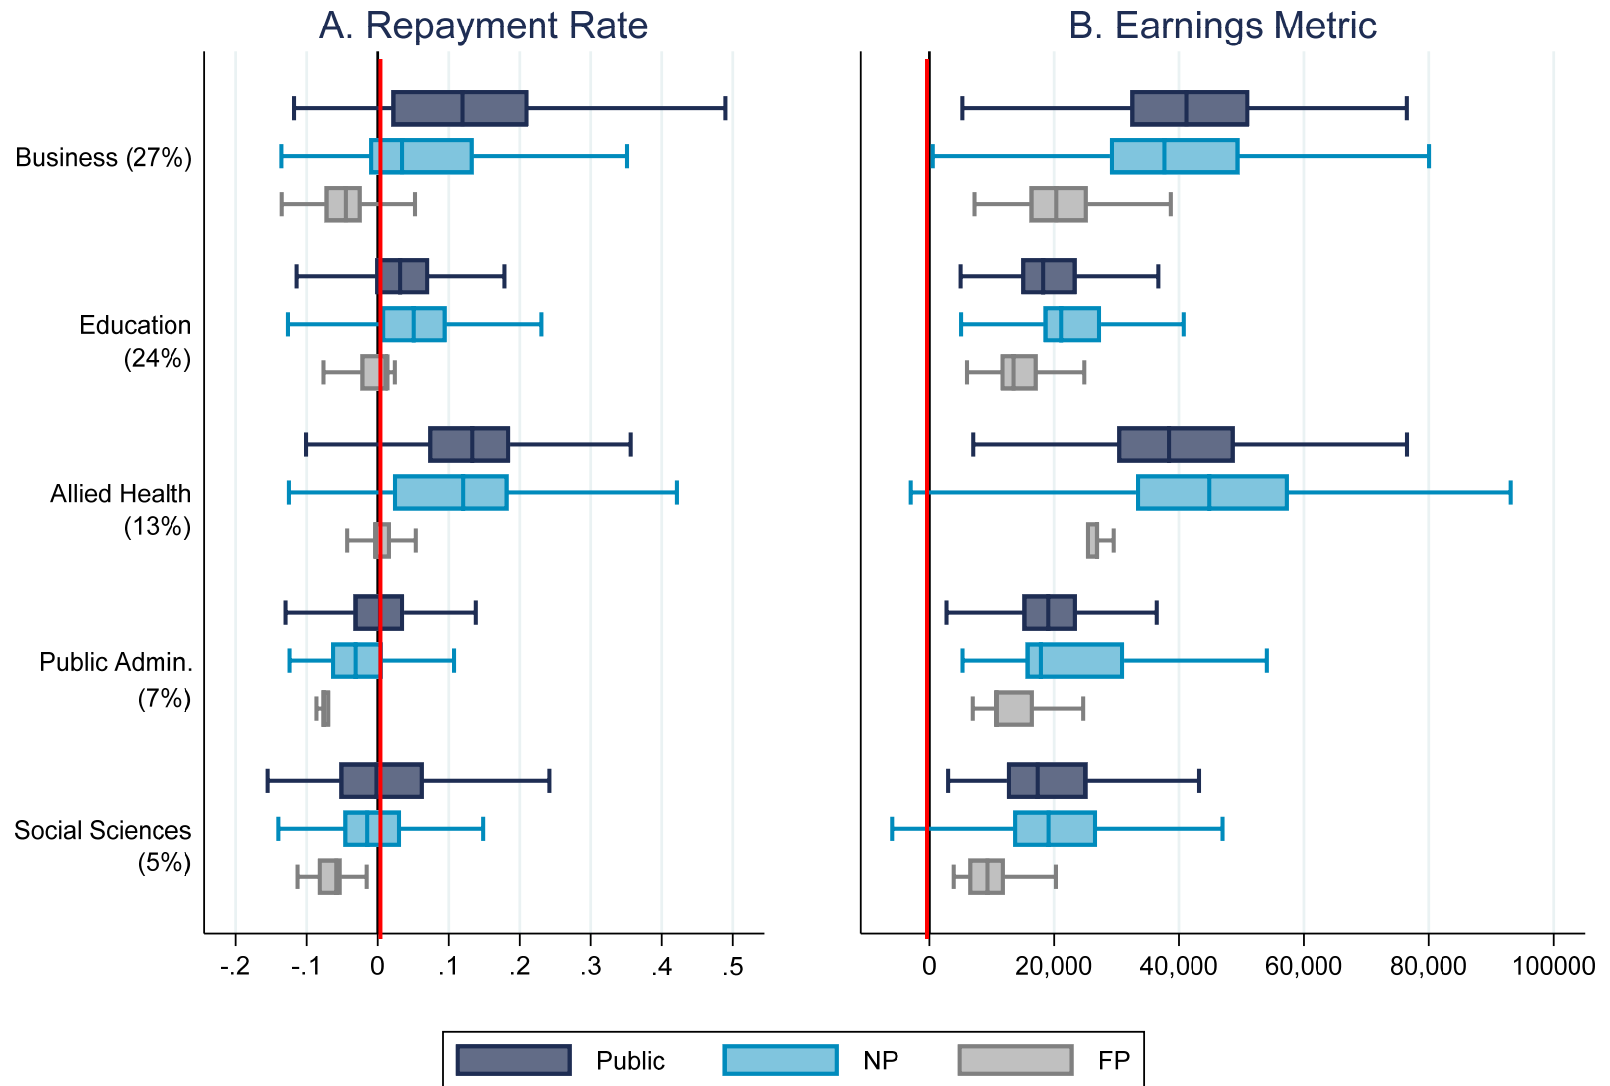 A. Repayment Rate
B. Earnings Metric
Business (27%)
Education
(24%)
Allied Health
(13%)
Public Admin.
(7%)
Social Sciences
(5%)
-.2 -.1 0 .1 .2 .3 .4 .5
0 20,000 40,000 60,000 80,000 100000
Public NP FP